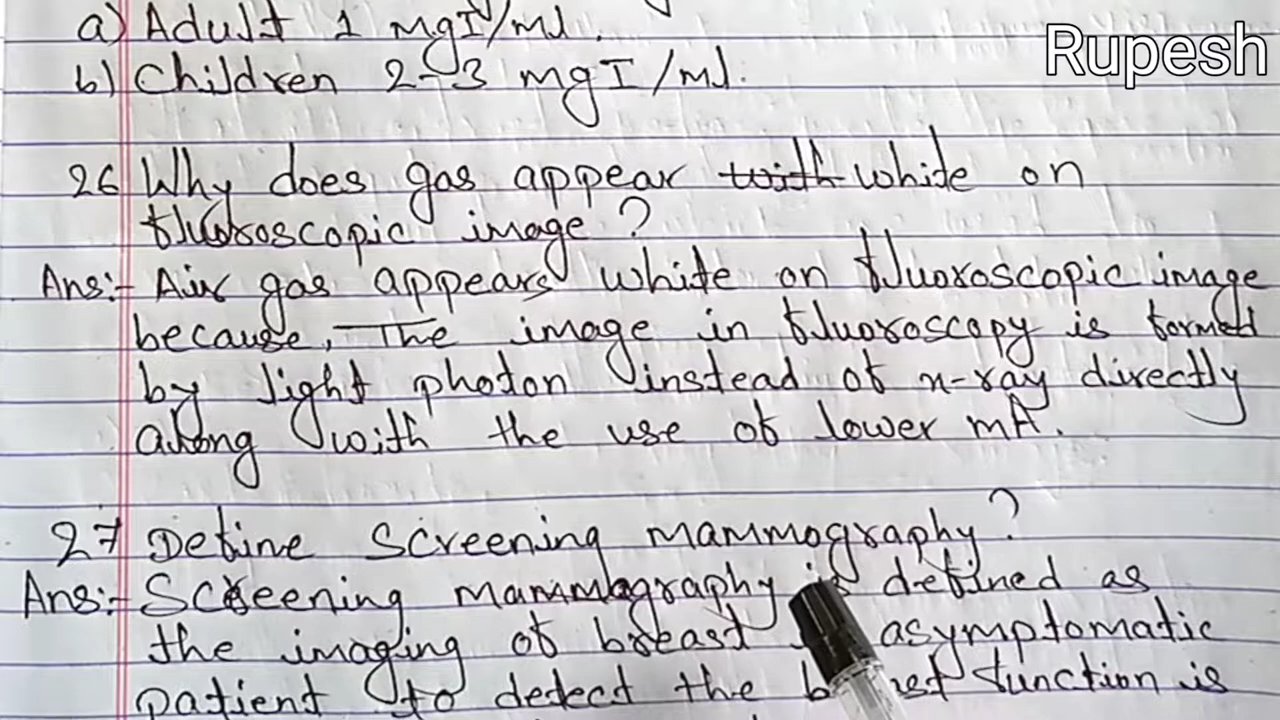 a) Adult 1 mgI/ml.
b) Children 2-3 mgI/ml.
Rupesh
26 Why does gas appear with white on
fluoroscopic image?
Ans:- Air gas appears white on fluoroscopic image
because, The image in fluoroscopy is formed
by light photon instead of x-ray directly
along with the use of lower mA.
27 Define Screening mammography?
Ans:- Screening mammography is defined as
the imaging of breast asymptomatic
patient to detect the function is